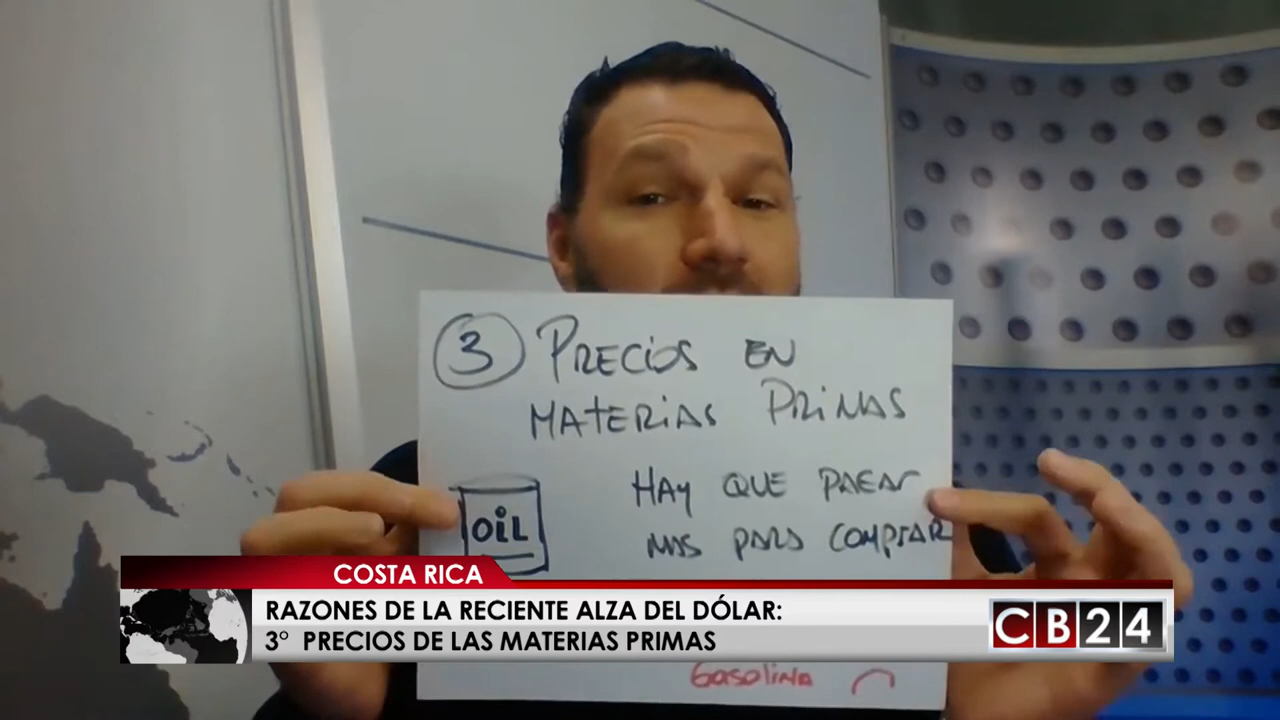 3 PRECIOS EN
MATERIAS PRIMAS
HAY QUE PAGAR
MAS PARA COMPRAR
OIL
COSTA RICA
RAZONES DE LA RECIENTE ALZA DEL DÓLAR:
3° PRECIOS DE LAS MATERIAS PRIMAS
CB24
Gasolina